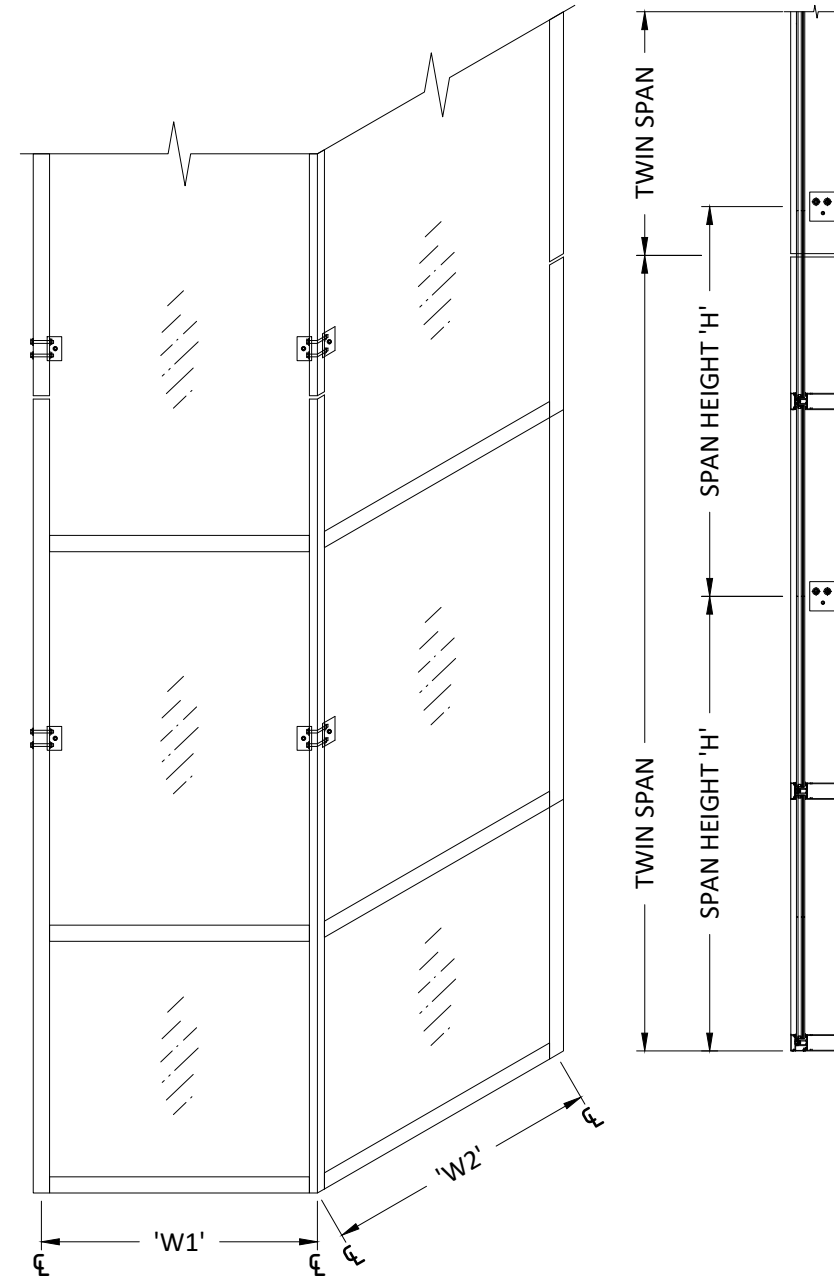 TWIN SPAN
SPAN HEIGHT 'H'
TWIN SPAN
SPAN HEIGHT 'H'
'W1'
'W2'
℄
℄
℄
℄